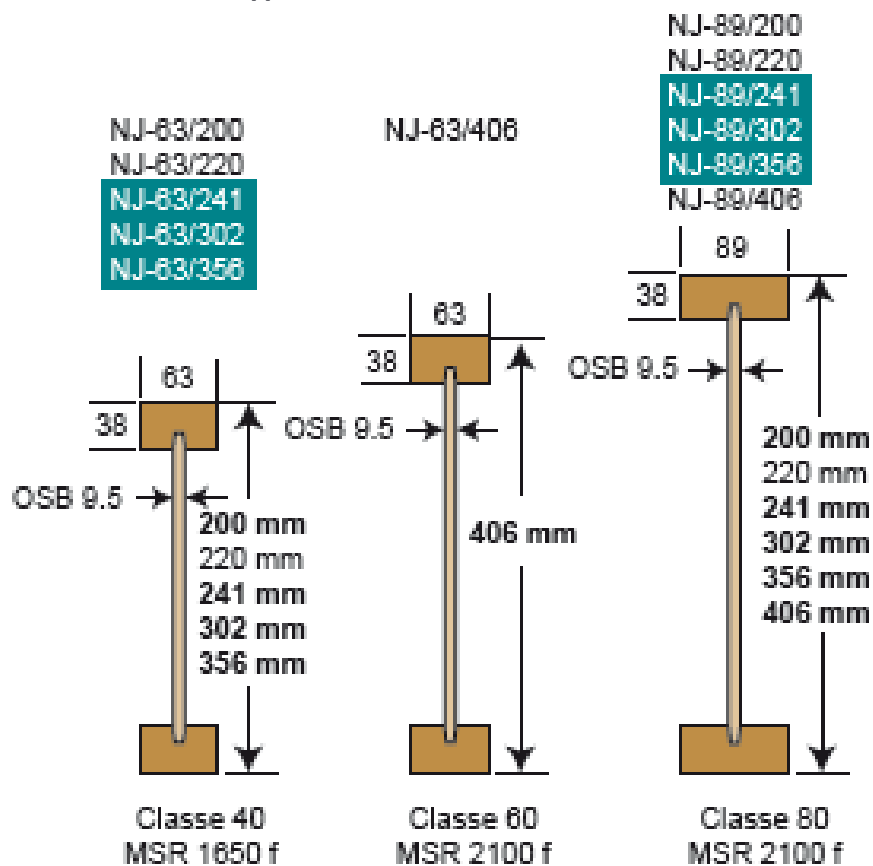 NJ-63/200
NJ-63/220
NJ-63/241
NJ-63/302
NJ-63/356
63
38
OSB 9.5
200 mm
220 mm
241 mm
302 mm
356 mm
Classe 40
MSR 1650 f
NJ-63/406
63
38
OSB 9.5
406 mm
Classe 60
MSR 2100 f
NJ-89/200
NJ-89/220
NJ-89/241
NJ-89/302
NJ-89/356
NJ-89/406
89
38
OSB 9.5
200 mm
220 mm
241 mm
302 mm
356 mm
406 mm
Classe 80
MSR 2100 f